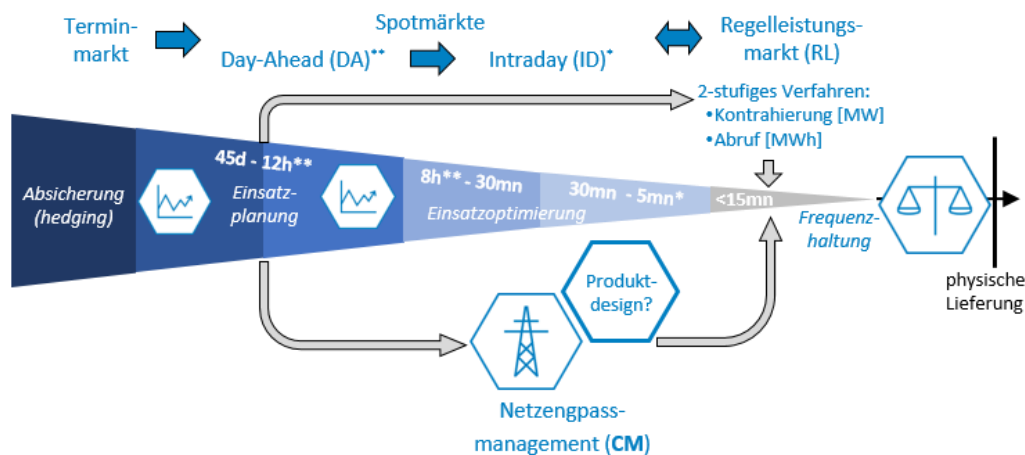 Termin-
markt
Spotmärkte
Day-Ahead (DA)**
Intraday (ID)*
Regelleistungs-
markt (RL)
2-stufiges Verfahren:
•Kontrahierung [MW]
•Abruf [MWh]
Absicherung
(hedging)
45d - 12h**
Einsatz-
planung
8h** - 30mn
30mn - 5mn*
Einsatzoptimierung
<15mn
Frequenz-
haltung
physische
Lieferung
Produkt-
design?
Netzengpass-
management (CM)